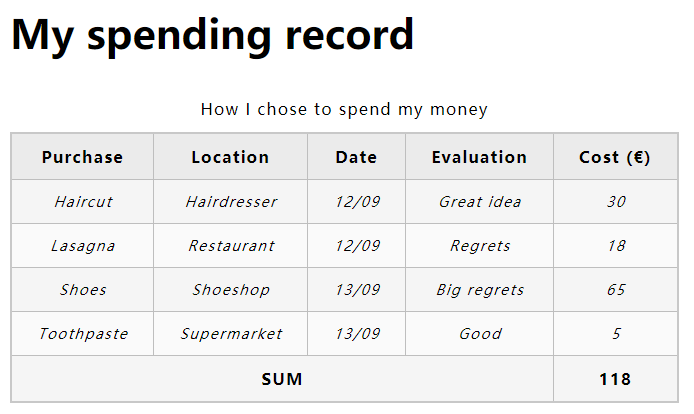 My spending record
How I chose to spend my money
Purchase Location Date Evaluation Cost (€)
Haircut Hairdresser 12/09 Great idea 30
Lasagna Restaurant 12/09 Regrets 18
Shoes Shoeshop 13/09 Big regrets 65
Toothpaste Supermarket 13/09 Good 5
SUM 118